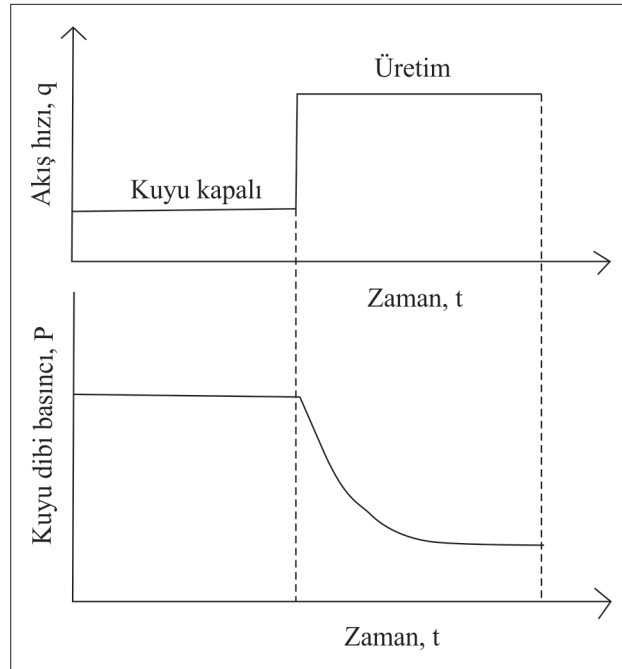 Üretim
Akış hızı, q
Kuyu kapalı
Zaman, t
Kuyu dibi basıncı, P
Zaman, t